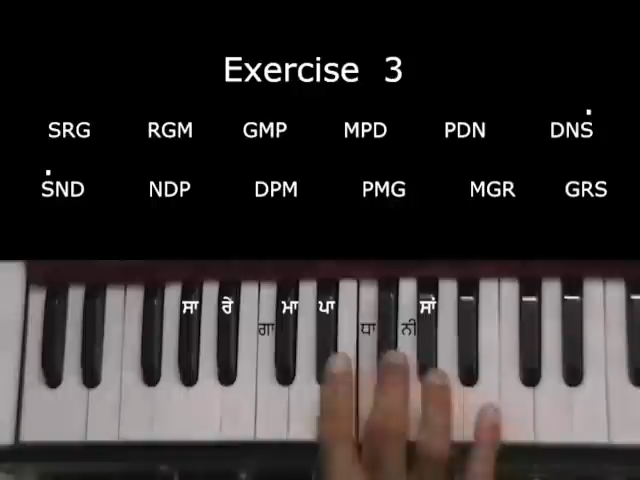 Exercise 3
SRG RGM GMP MPD PDN DNṠ
ṠND NDP DPM PMG MGR GRS
ਸਾ ਰੇ ਮਾ ਪਾ ਸਾਂ
ਗਾ ਧਾ ਨੀ